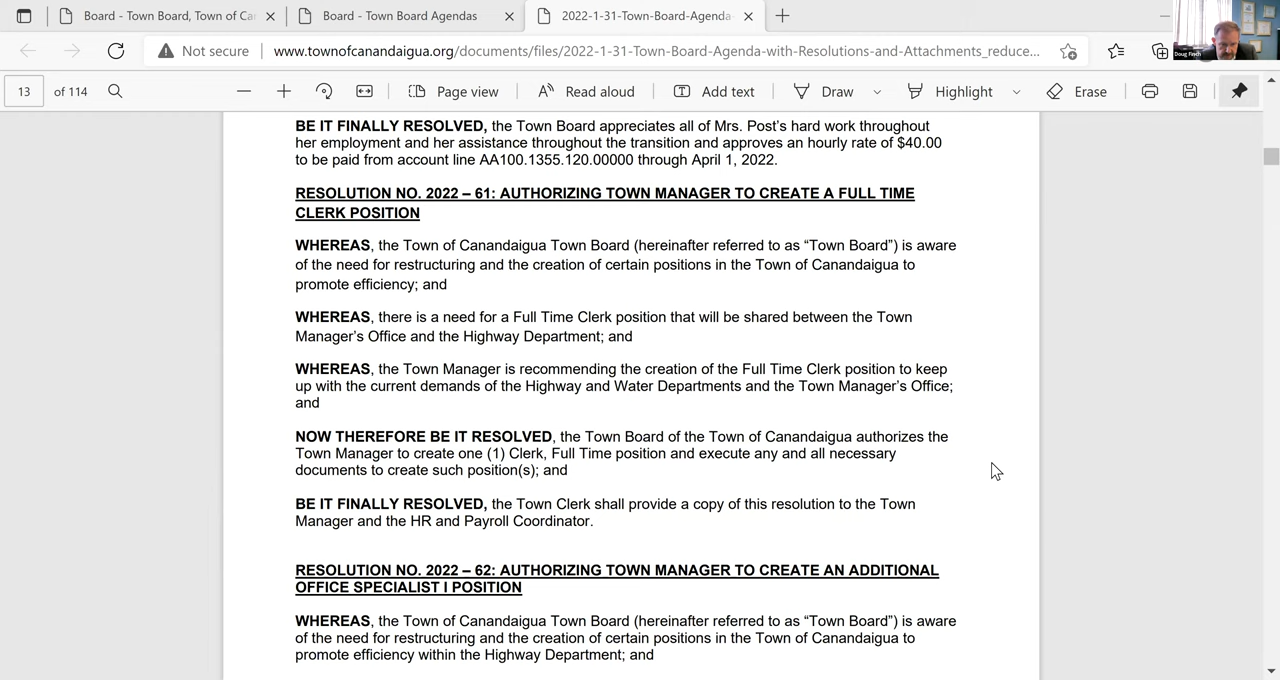 Board - Town Board, Town of Ca
Board - Town Board Agendas
2022-1-31-Town-Board-Agenda-
Not secure
www.townofcanandaigua.org/documents/files/2022-1-31-Town-Board-Agenda-with-Resolutions-and-Attachments_reduce...
Doug Finch
13 of 114
Page view
Read aloud
Add text
Draw
Highlight
Erase
BE IT FINALLY RESOLVED, the Town Board appreciates all of Mrs. Post’s hard work throughout
her employment and her assistance throughout the transition and approves an hourly rate of $40.00
to be paid from account line AA100.1355.120.00000 through April 1, 2022.
RESOLUTION NO. 2022 – 61: AUTHORIZING TOWN MANAGER TO CREATE A FULL TIME
CLERK POSITION
WHEREAS, the Town of Canandaigua Town Board (hereinafter referred to as “Town Board”) is aware
of the need for restructuring and the creation of certain positions in the Town of Canandaigua to
promote efficiency; and
WHEREAS, there is a need for a Full Time Clerk position that will be shared between the Town
Manager’s Office and the Highway Department; and
WHEREAS, the Town Manager is recommending the creation of the Full Time Clerk position to keep
up with the current demands of the Highway and Water Departments and the Town Manager’s Office;
and
NOW THEREFORE BE IT RESOLVED, the Town Board of the Town of Canandaigua authorizes the
Town Manager to create one (1) Clerk, Full Time position and execute any and all necessary
documents to create such position(s); and
BE IT FINALLY RESOLVED, the Town Clerk shall provide a copy of this resolution to the Town
Manager and the HR and Payroll Coordinator.
RESOLUTION NO. 2022 – 62: AUTHORIZING TOWN MANAGER TO CREATE AN ADDITIONAL
OFFICE SPECIALIST I POSITION
WHEREAS, the Town of Canandaigua Town Board (hereinafter referred to as “Town Board”) is aware
of the need for restructuring and the creation of certain positions in the Town of Canandaigua to
promote efficiency within the Highway Department; and